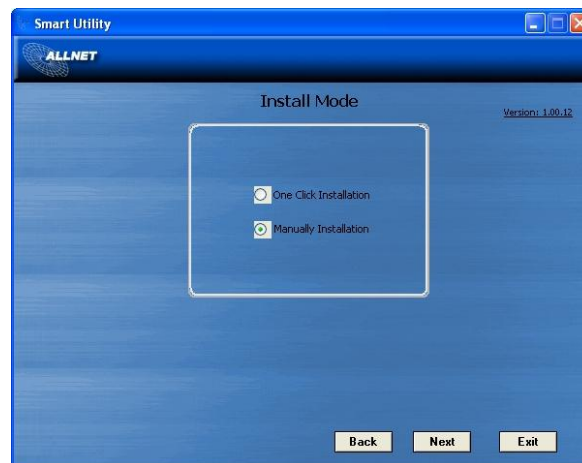 Smart Utility
ALLNET
Install Mode
Version: 1.00.12
One Click Installation
Manually Installation
Back
Next
Exit